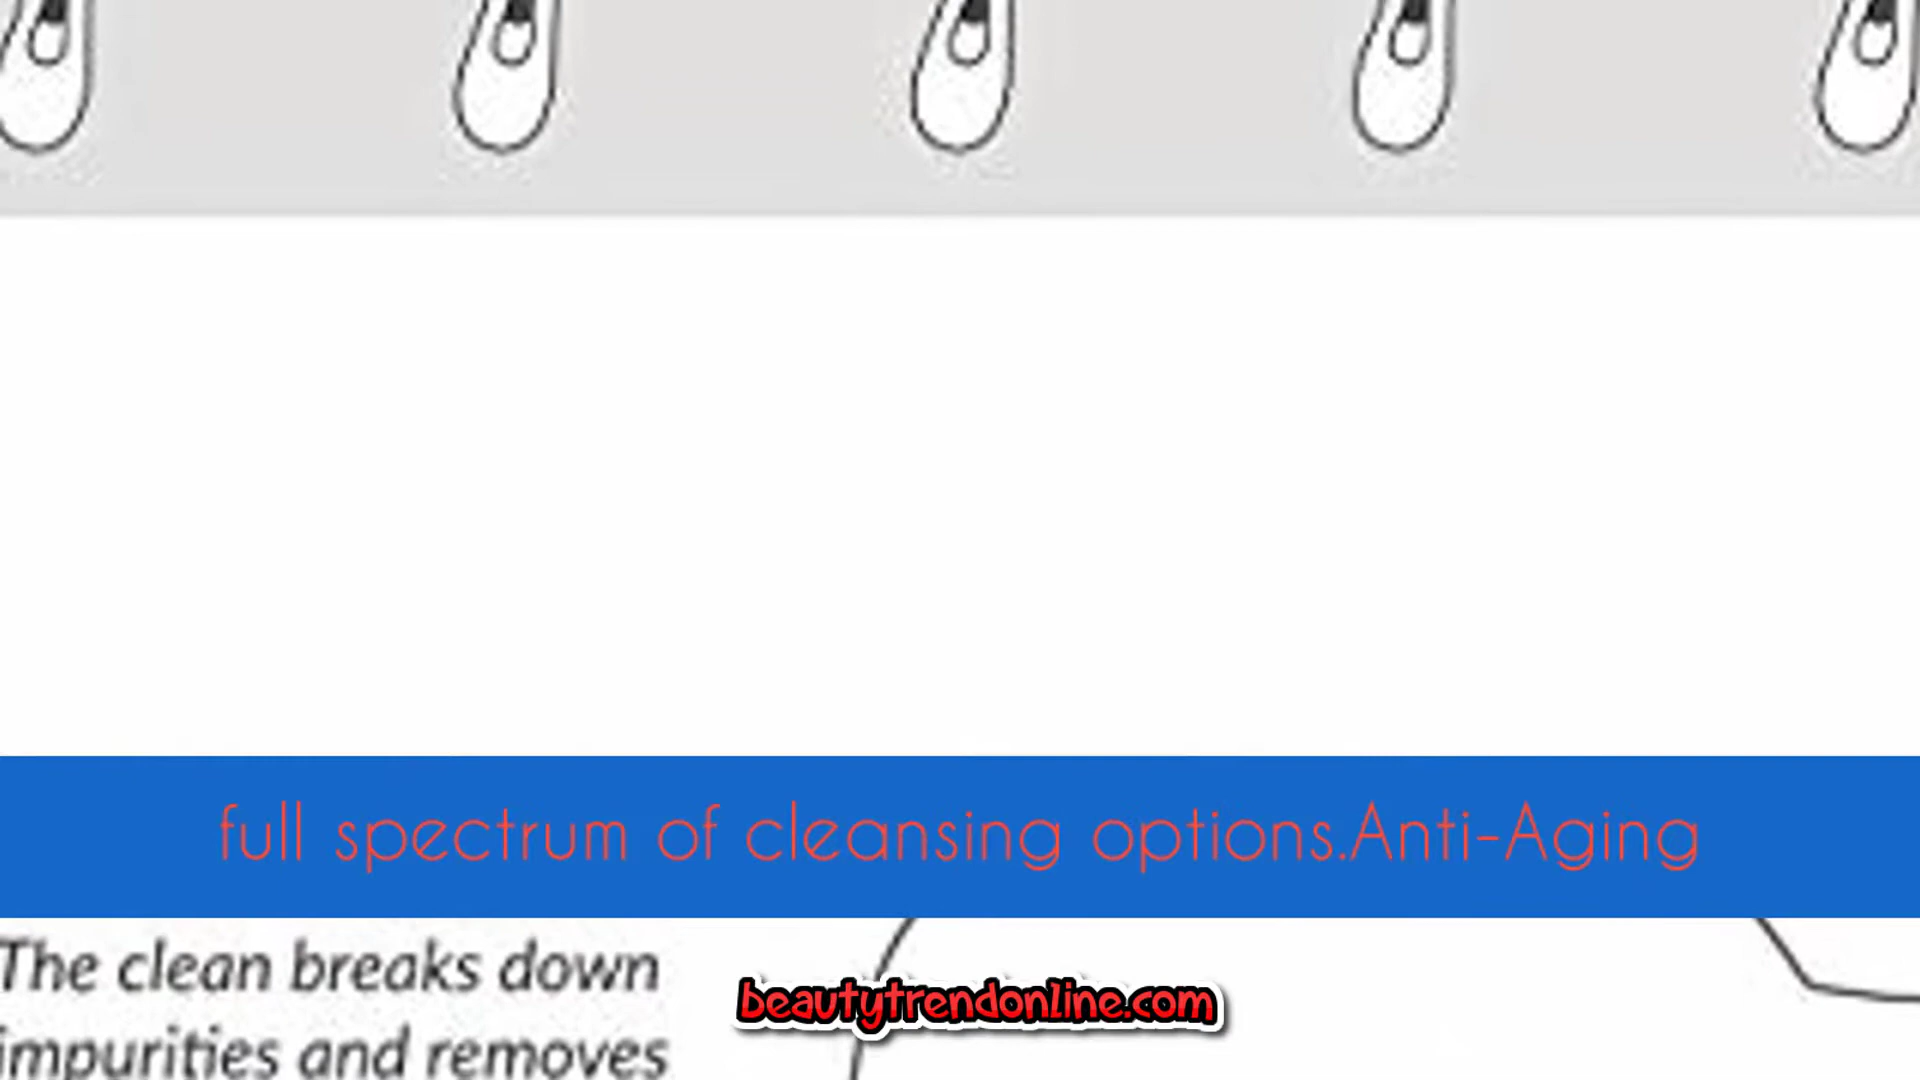 full spectrum of cleansing options.Anti-Aging
The clean breaks down
impurities and removes
beautytrendonline.com